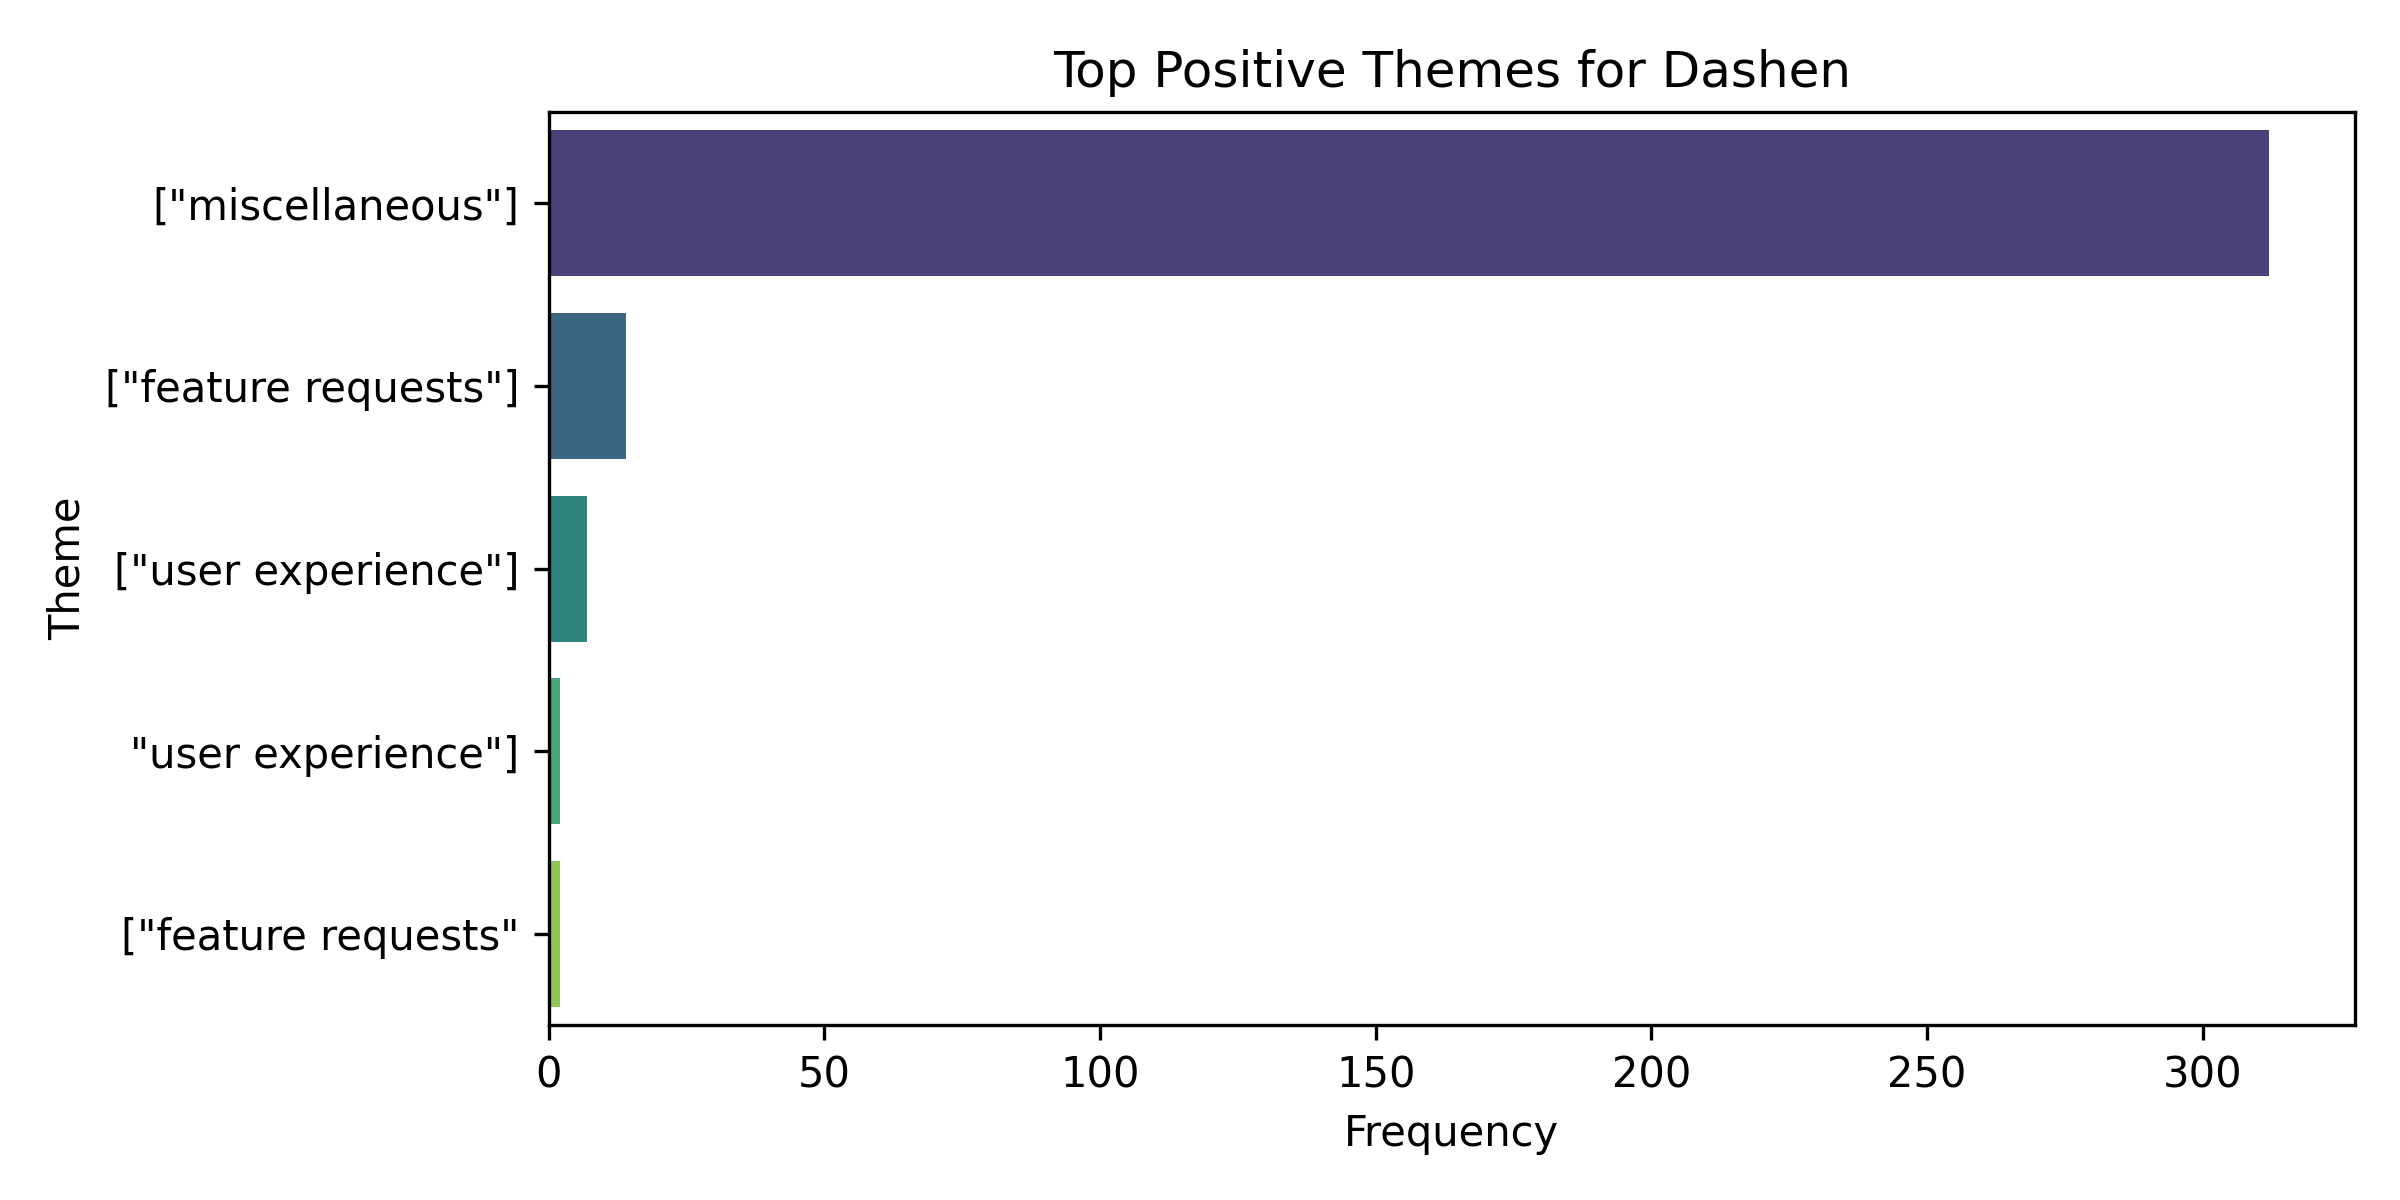 Top Positive Themes for Dashen
["miscellaneous"]
["feature requests"]
["user experience"]
"user experience"]
["feature requests"
Theme
0 50 100 150 200 250 300
Frequency